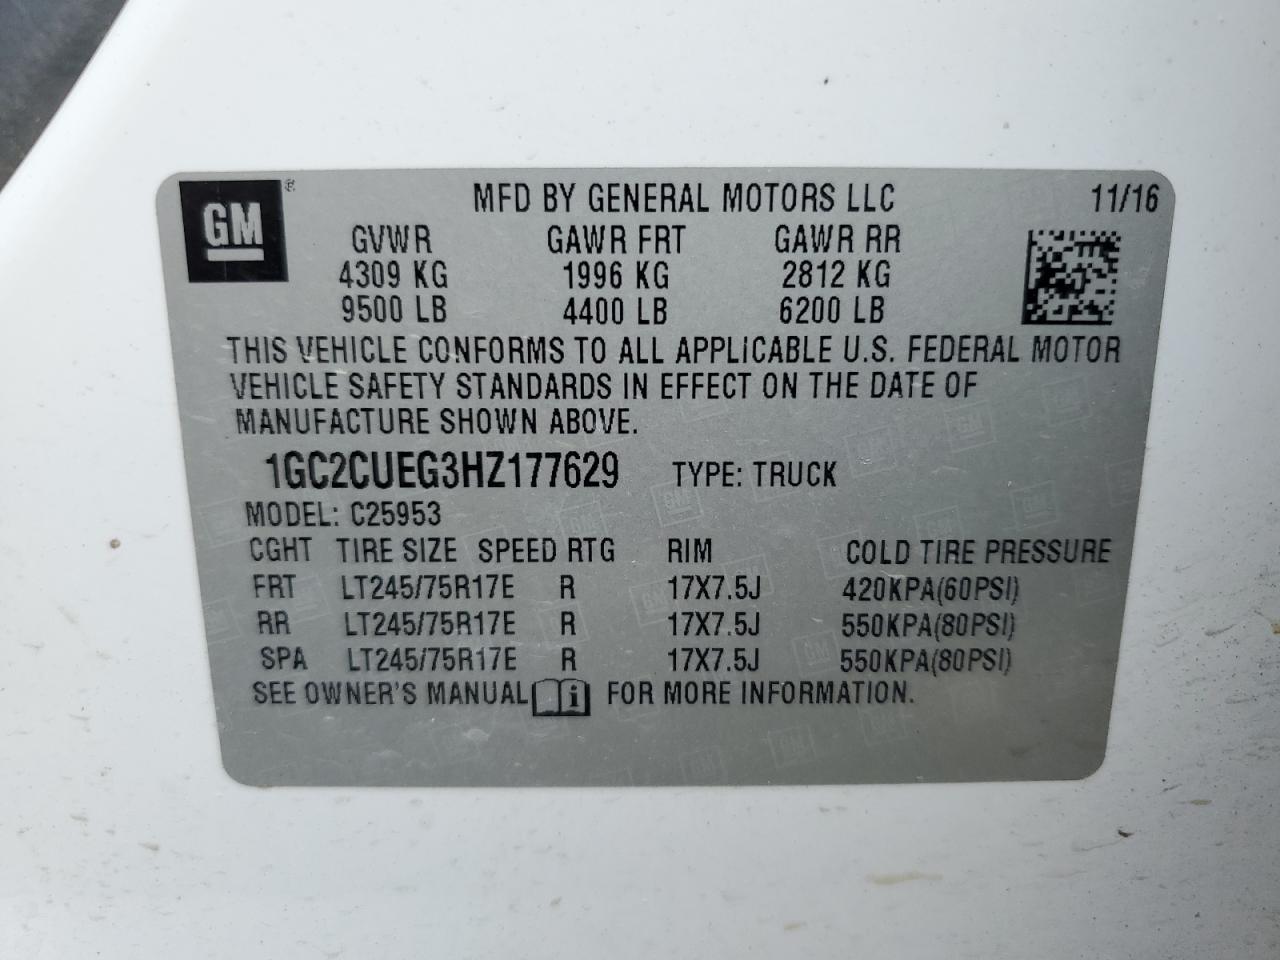 GM®
MFD BY GENERAL MOTORS LLC 11/16
GVWR GAWR FRT GAWR RR
4309 KG 1996 KG 2812 KG
9500 LB 4400 LB 6200 LB
THIS VEHICLE CONFORMS TO ALL APPLICABLE U.S. FEDERAL MOTOR
VEHICLE SAFETY STANDARDS IN EFFECT ON THE DATE OF
MANUFACTURE SHOWN ABOVE.
1GC2CUEG3HZ177629 TYPE: TRUCK
MODEL: C25953
CGHT TIRE SIZE SPEED RTG RIM COLD TIRE PRESSURE
FRT LT245/75R17E R 17X7.5J 420KPA(60PSI)
RR LT245/75R17E R 17X7.5J 550KPA(80PSI)
SPA LT245/75R17E R 17X7.5J 550KPA(80PSI)
SEE OWNER'S MANUAL i FOR MORE INFORMATION.